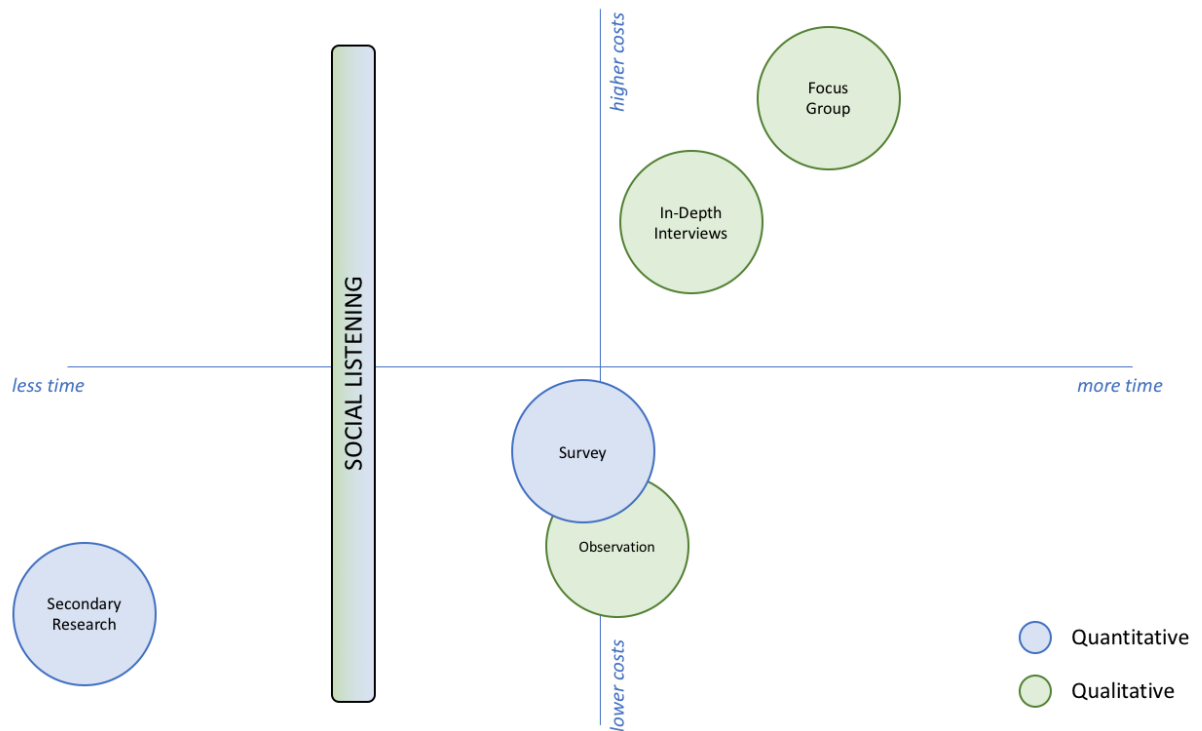 higher costs
Focus
Group
In-Depth
Interviews
SOCIAL LISTENING
less time
more time
Survey
Observation
Secondary
Research
lower costs
Quantitative
Qualitative